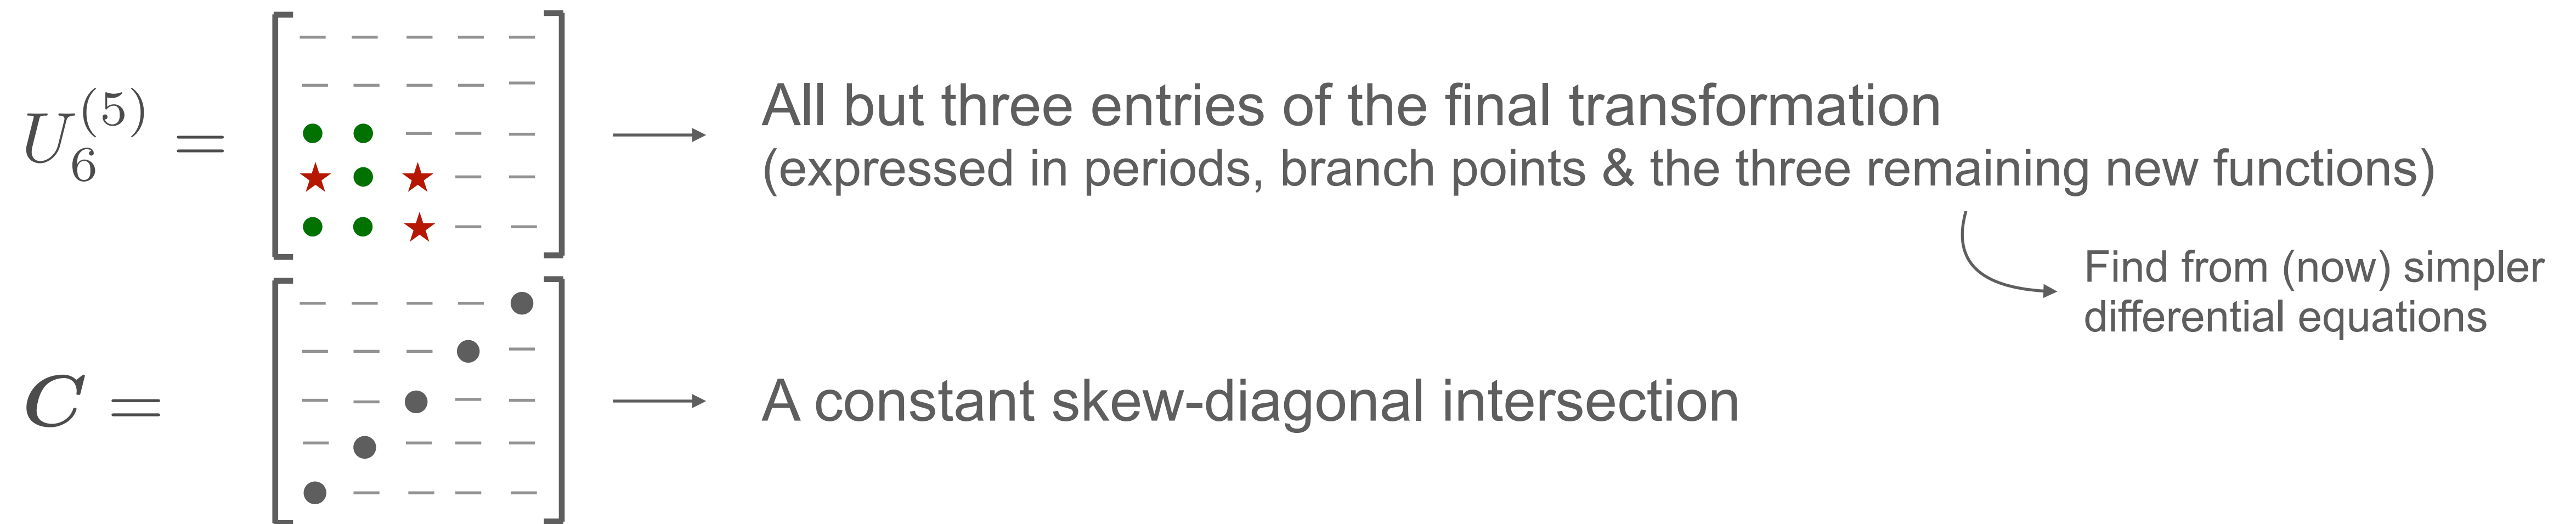 U_6^{(5)} =
All but three entries of the final transformation
(expressed in periods, branch points & the three remaining new functions)
Find from (now) simpler
differential equations
C =
A constant skew-diagonal intersection